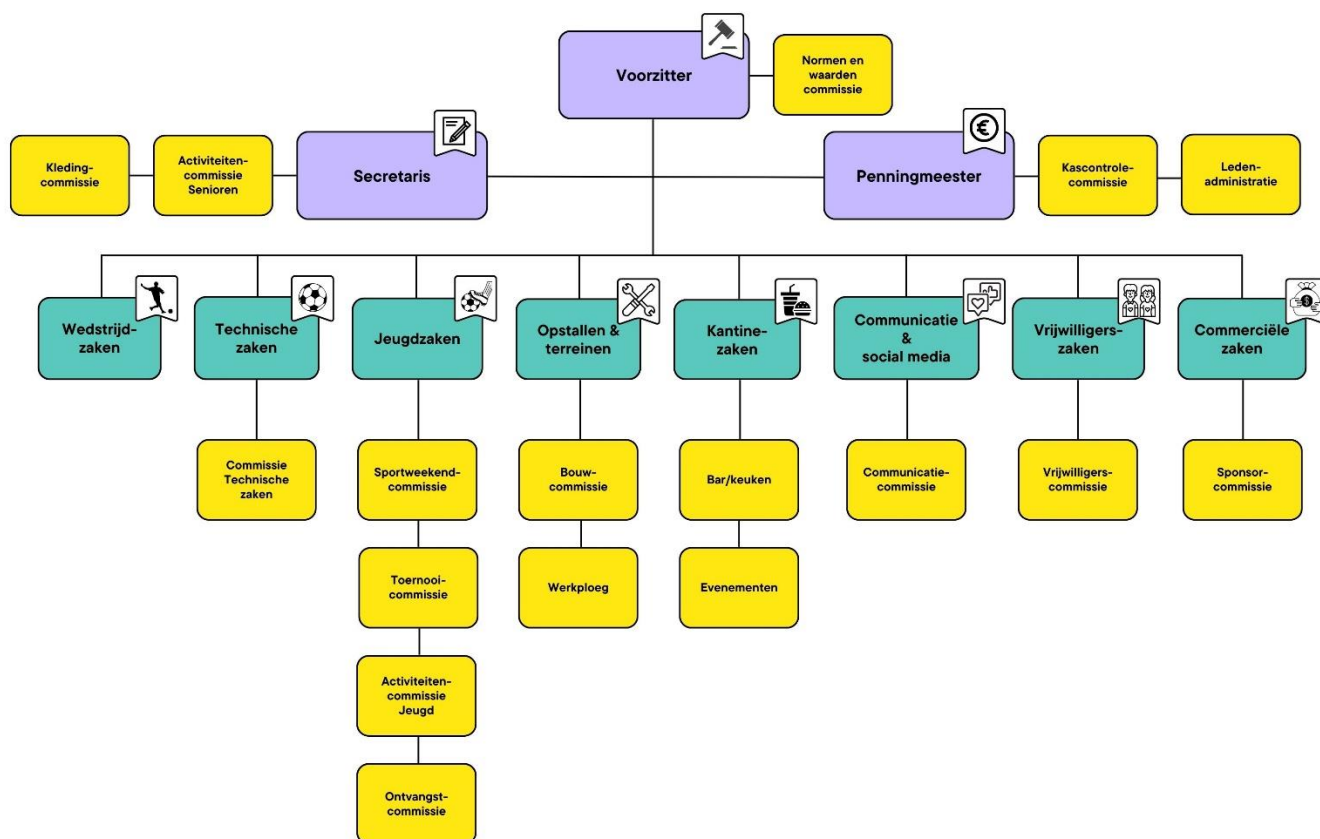 Voorzitter
Normen en
waarden
commissie
Kleding-
commissie
Activiteiten-
commissie
Senioren
Secretaris
Penningmeester
Kascontrole-
commissie
Leden-
administratie
Wedstrijd-
zaken
Technische
zaken
Jeugdzaken
Opstallen &
terreinen
Kantine-
zaken
Communicatie
&
social media
Vrijwilligers-
zaken
Commerciële
zaken
Commissie
Technische
zaken
Sportweekend-
commissie
Bouw-
commissie
Bar/keuken
Communicatie-
commissie
Vrijwilligers-
commissie
Sponsor-
commissie
Toernooi-
commissie
Werkploeg
Evenementen
Activiteiten-
commissie
Jeugd
Ontvangst-
commissie